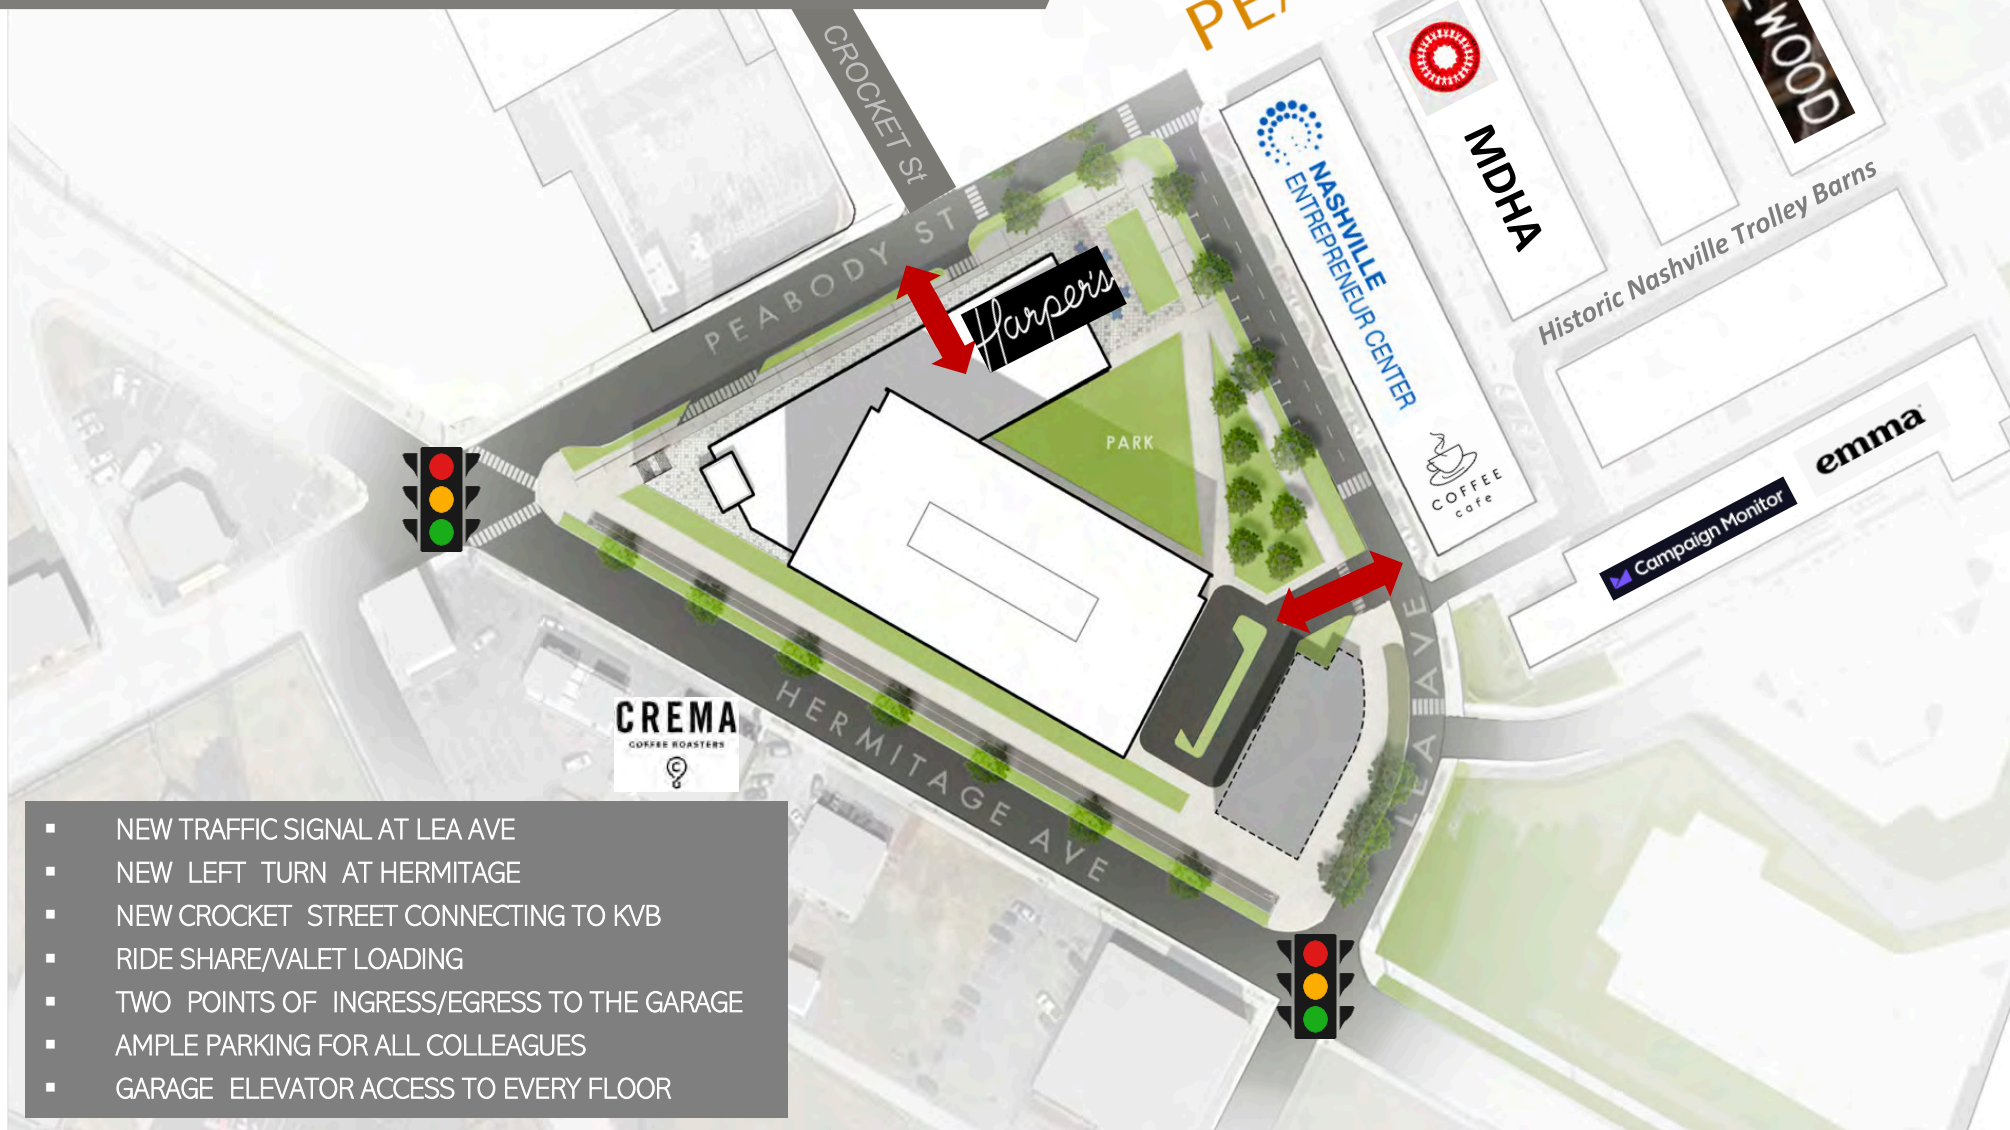 PEA
CROCKET St
WOOD
MDHA
NASHVILLE
ENTREPRENEUR CENTER
Historic Nashville Trolley Barns
PEABODY ST
Harper's
PARK
COFFEE
cafe
emma
Campaign Monitor
LEA AVE
LEA AVE
HERMITAGE AVE
CREMA
COFFEE ROASTERS
C
▪ NEW TRAFFIC SIGNAL AT LEA AVE
▪ NEW LEFT TURN AT HERMITAGE
▪ NEW CROCKET STREET CONNECTING TO KVB
▪ RIDE SHARE/VALET LOADING
▪ TWO POINTS OF INGRESS/EGRESS TO THE GARAGE
▪ AMPLE PARKING FOR ALL COLLEAGUES
▪ GARAGE ELEVATOR ACCESS TO EVERY FLOOR